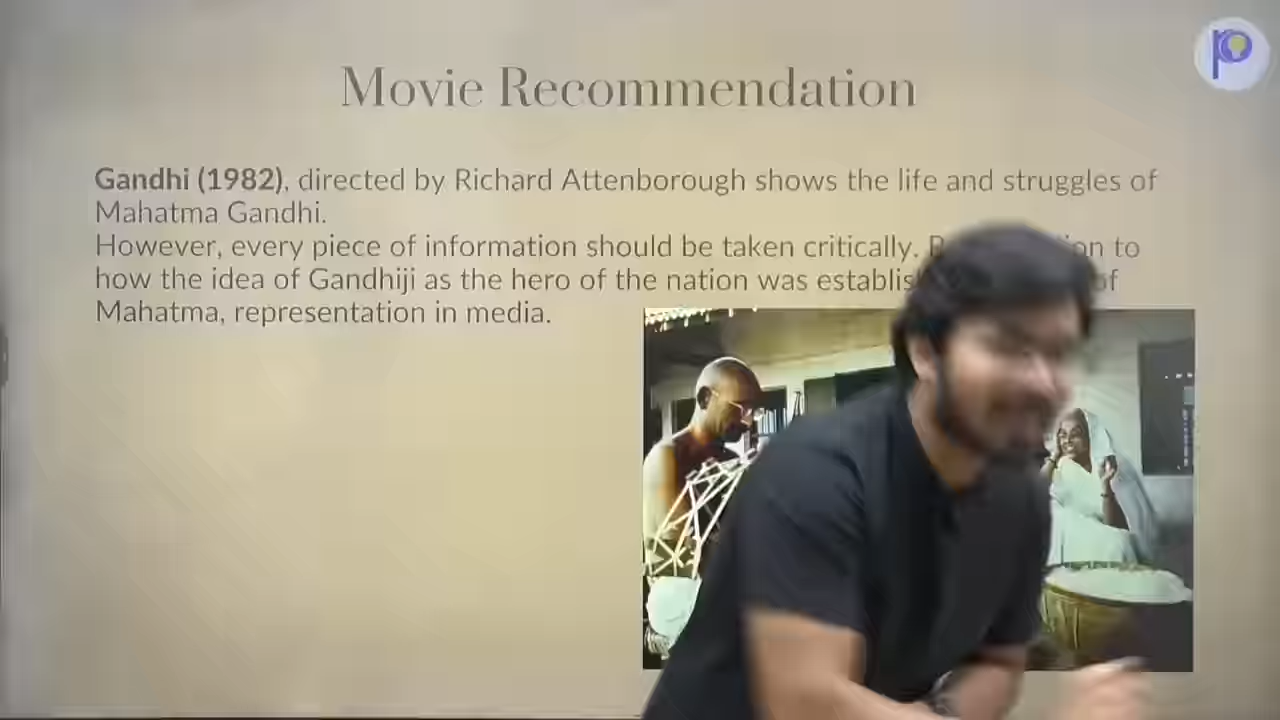 Movie Recommendation
Gandhi (1982), directed by Richard Attenborough shows the life and struggles of
Mahatma Gandhi.
However, every piece of information should be taken critically. to
how the idea of Gandhiji as the hero of the nation was of
Mahatma, representation in media.